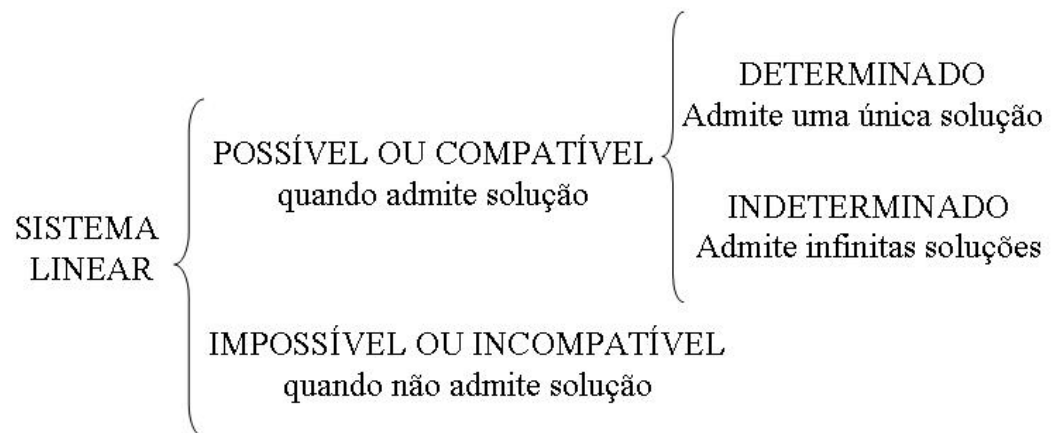 SISTEMA
LINEAR
POSSÍVEL OU COMPATÍVEL
quando admite solução
DETERMINADO
Admite uma única solução
INDETERMINADO
Admite infinitas soluções
IMPOSSÍVEL OU INCOMPATÍVEL
quando não admite solução